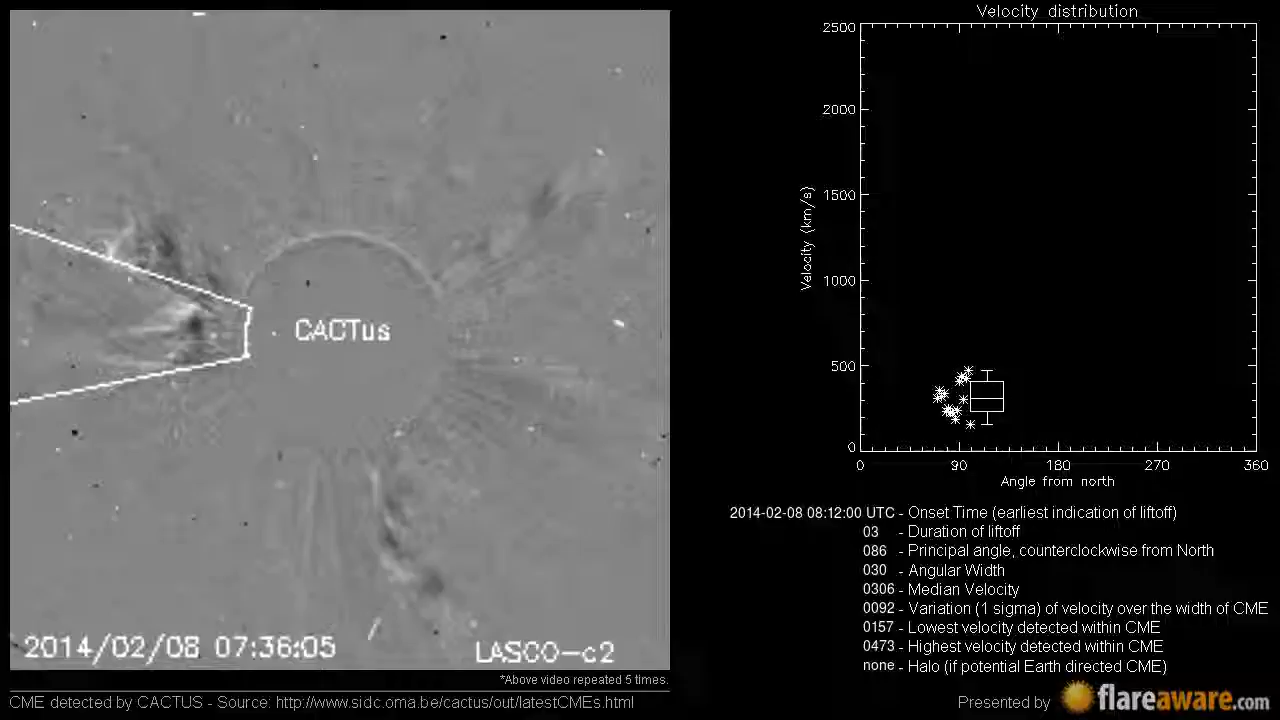 CACTus
2014/02/08 07:36:05
LASCO-c2
*Above video repeated 5 times.
CME detected by CACTUS - Source: http://www.sidc.oma.be/cactus/out/latestCMEs.html
Velocity distribution
Velocity (km/s)
2500
2000
1500
1000
500
0
0 90 180 270 360
Angle from north
2014-02-08 08:12:00 UTC - Onset Time (earliest indication of liftoff)
03 - Duration of liftoff
086 - Principal angle, counterclockwise from North
030 - Angular Width
0306 - Median Velocity
0092 - Variation (1 sigma) of velocity over the width of CME
0157 - Lowest velocity detected within CME
0473 - Highest velocity detected within CME
none - Halo (if potential Earth directed CME)
Presented by flareaware.com